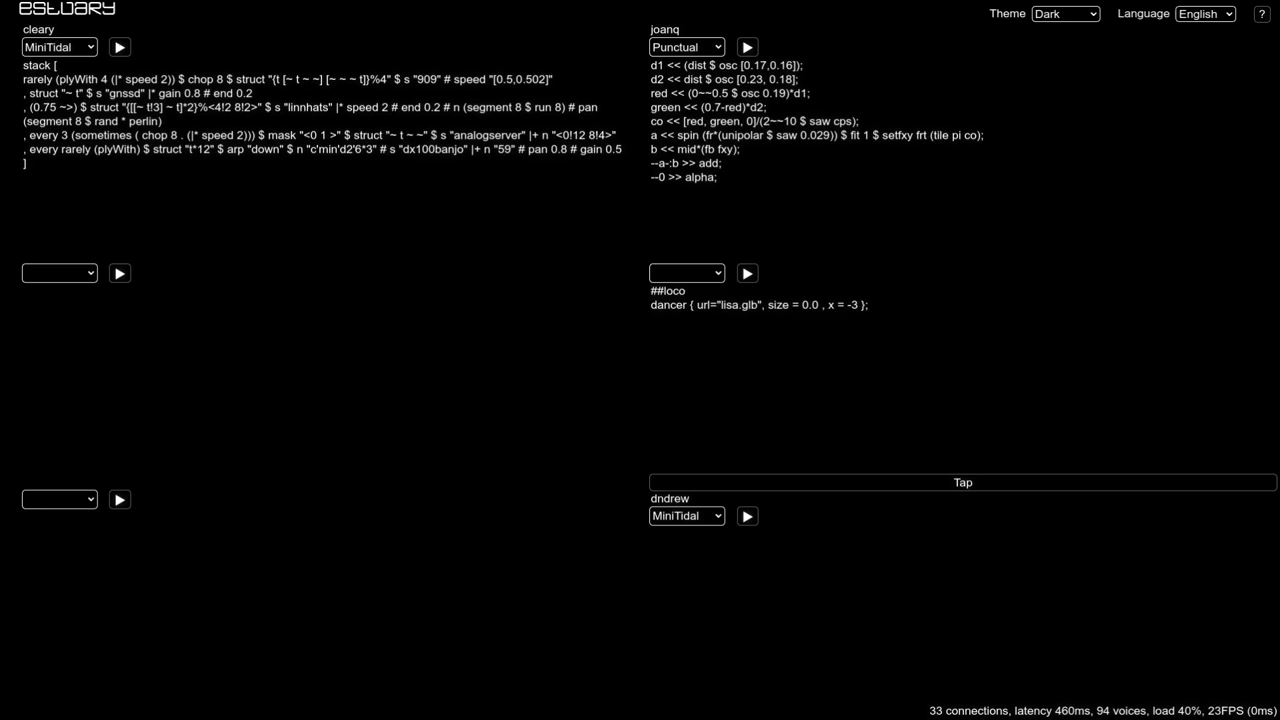 estuary
Theme Dark Language English ?
cleary
MiniTidal
stack [
rarely (plyWith 4 (|* speed 2)) $ chop 8 $ struct "{t [~ t ~ ~] [~ ~ ~ t]}%4" $ s "909" # speed "[0.5,0.502]"
, struct "~ t" $ s "gnssd" |* gain 0.8 # end 0.2
, (0.75 ~>) $ struct "{[[~ t!3] ~ t]*2}%<4!2 8!2>" $ s "linnhats" |* speed 2 # end 0.2 # n (segment 8 $ run 8) # pan
(segment 8 $ rand * perlin)
, every 3 (sometimes ( chop 8 . (|* speed 2))) $ mask "<0 1 >" $ struct "~ t ~ ~" $ s "analogserver" |+ n "<0!12 8!4>"
, every rarely (plyWith) $ struct "t*12" $ arp "down" $ n "c'min'd2'6*3" # s "dx100banjo" |+ n "59" # pan 0.8 # gain 0.5
]
joanq
Punctual
d1 << (dist $ osc [0.17,0.16]);
d2 << dist $ osc [0.23, 0.18];
red << (0~~0.5 $ osc 0.19)*d1;
green << (0.7-red)*d2;
co << [red, green, 0]/(2~~10 $ saw cps);
a << spin (fr*(unipolar $ saw 0.029)) $ fit 1 $ setfxy frt (tile pi co);
b << mid*(fb fxy);
--a-:b >> add;
--0 >> alpha;
##loco
dancer { url="lisa.glb", size = 0.0 , x = -3 };
Tap
dndrew
MiniTidal
33 connections, latency 460ms, 94 voices, load 40%, 23FPS (0ms)